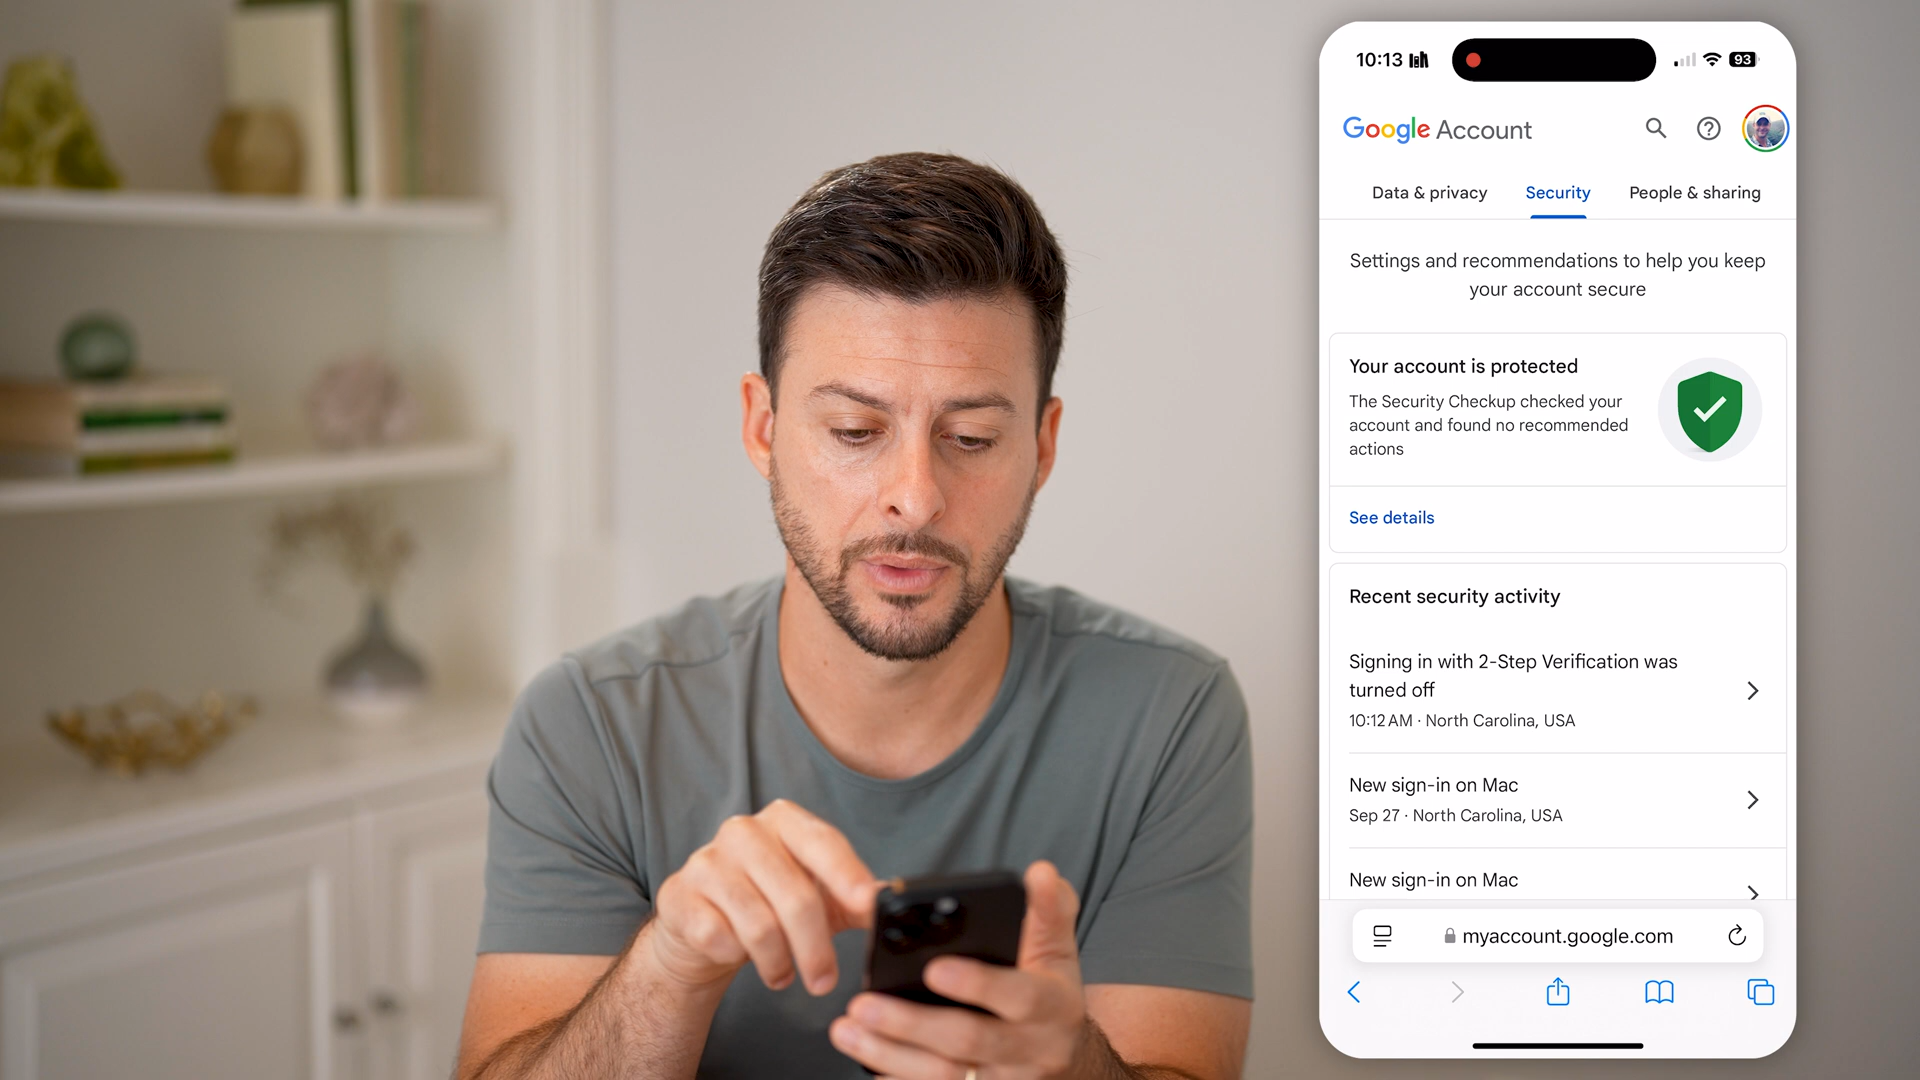 10:13
93
Google Account
Data & privacy
Security
People & sharing
Settings and recommendations to help you keep
your account secure
Your account is protected
The Security Checkup checked your
account and found no recommended
actions
See details
Recent security activity
Signing in with 2-Step Verification was
turned off
10:12 AM · North Carolina, USA
New sign-in on Mac
Sep 27 · North Carolina, USA
New sign-in on Mac
myaccount.google.com